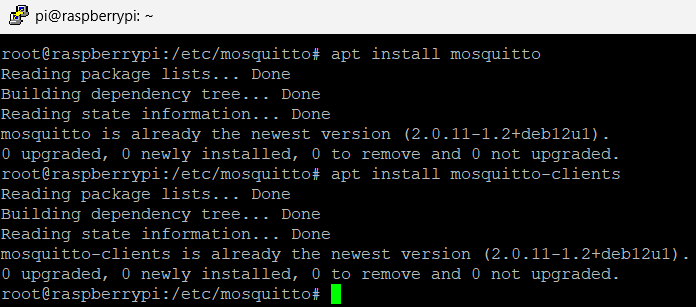 pi@raspberrypi: ~
root@raspberrypi:/etc/mosquitto# apt install mosquitto
Reading package lists... Done
Building dependency tree... Done
Reading state information... Done
mosquitto is already the newest version (2.0.11-1.2+deb12u1).
0 upgraded, 0 newly installed, 0 to remove and 0 not upgraded.
root@raspberrypi:/etc/mosquitto# apt install mosquitto-clients
Reading package lists... Done
Building dependency tree... Done
Reading state information... Done
mosquitto-clients is already the newest version (2.0.11-1.2+deb12u1).
0 upgraded, 0 newly installed, 0 to remove and 0 not upgraded.
root@raspberrypi:/etc/mosquitto#